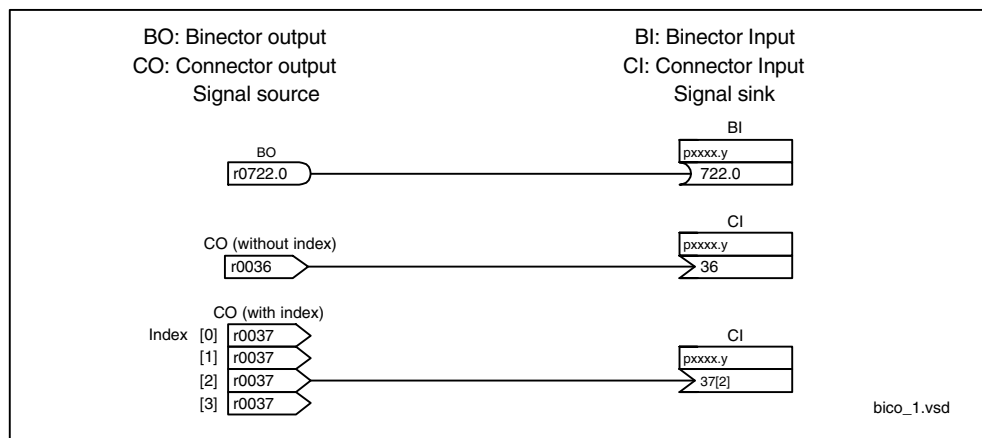 BO: Binector output
CO: Connector output
Signal source
BI: Binector Input
CI: Connector Input
Signal sink
BO
r0722.0
BI
pxxxx.y
722.0
CO (without index)
r0036
CI
pxxxx.y
36
CO (with index)
Index [0] r0037
[1] r0037
[2] r0037
[3] r0037
CI
pxxxx.y
37[2]
bico_1.vsd